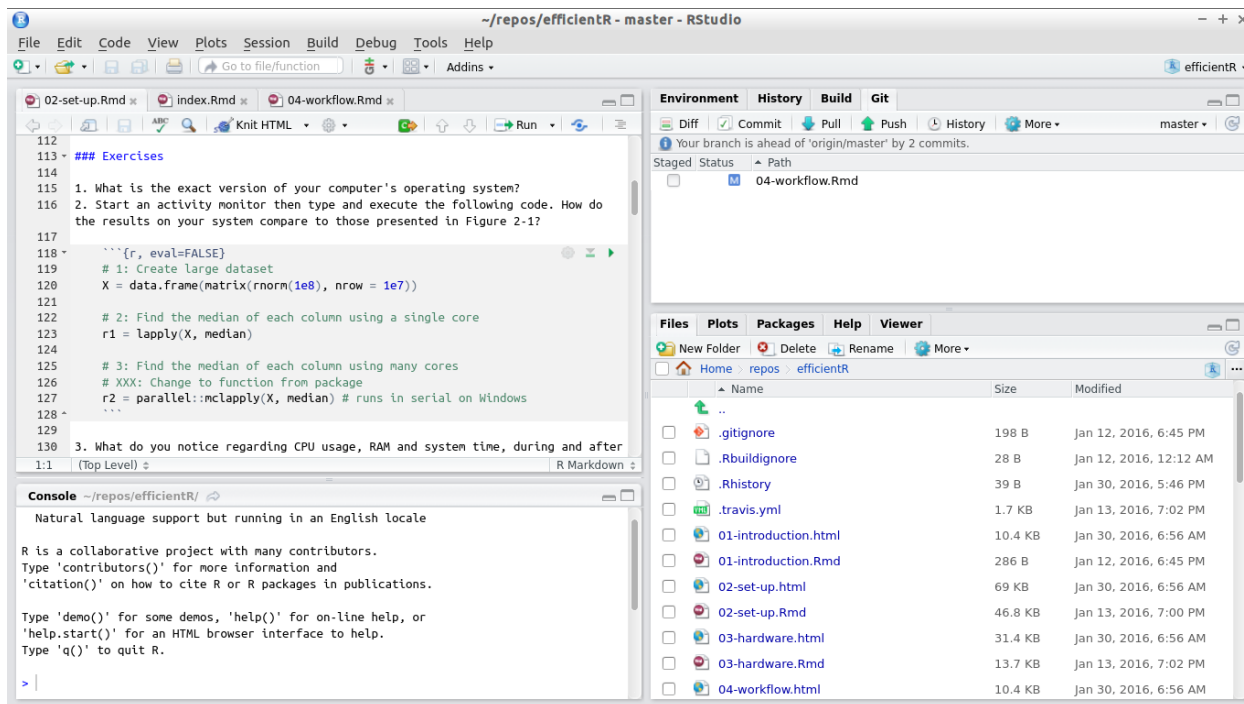 ~/repos/efficientR - master - RStudio
File Edit Code View Plots Session Build Debug Tools Help
Go to file/function Addins efficientR
02-set-up.Rmd index.Rmd 04-workflow.Rmd
ABC Knit HTML Run
112
113 ### Exercises
114
115 1. What is the exact version of your computer's operating system?
116 2. Start an activity monitor then type and execute the following code. How do
the results on your system compare to those presented in Figure 2-1?
117
118 ```{r, eval=FALSE}
119 # 1: Create large dataset
120 X = data.frame(matrix(rnorm(1e8), nrow = 1e7))
121
122 # 2: Find the median of each column using a single core
123 r1 = lapply(X, median)
124
125 # 3: Find the median of each column using many cores
126 # XXX: Change to function from package
127 r2 = parallel::mclapply(X, median) # runs in serial on Windows
128 ```
129
130 3. What do you notice regarding CPU usage, RAM and system time, during and after
1:1 (Top Level) R Markdown
Console ~/repos/efficientR/
Natural language support but running in an English locale
R is a collaborative project with many contributors.
Type 'contributors()' for more information and
'citation()' on how to cite R or R packages in publications.
Type 'demo()' for some demos, 'help()' for on-line help, or
'help.start()' for an HTML browser interface to help.
Type 'q()' to quit R.
>
Environment History Build Git
Diff Commit Pull Push History More master
Your branch is ahead of 'origin/master' by 2 commits.
Staged Status Path
M 04-workflow.Rmd
Files Plots Packages Help Viewer
New Folder Delete Rename More
Home repos efficientR ...
Name Size Modified
..
.gitignore 198 B Jan 12, 2016, 6:45 PM
.Rbuildignore 28 B Jan 12, 2016, 12:12 AM
.Rhistory 39 B Jan 30, 2016, 5:46 PM
.travis.yml 1.7 KB Jan 13, 2016, 7:02 PM
01-introduction.html 10.4 KB Jan 30, 2016, 6:56 AM
01-introduction.Rmd 286 B Jan 12, 2016, 6:45 PM
02-set-up.html 69 KB Jan 30, 2016, 6:56 AM
02-set-up.Rmd 46.8 KB Jan 13, 2016, 7:00 PM
03-hardware.html 31.4 KB Jan 30, 2016, 6:56 AM
03-hardware.Rmd 13.7 KB Jan 13, 2016, 7:02 PM
04-workflow.html 10.4 KB Jan 30, 2016, 6:56 AM